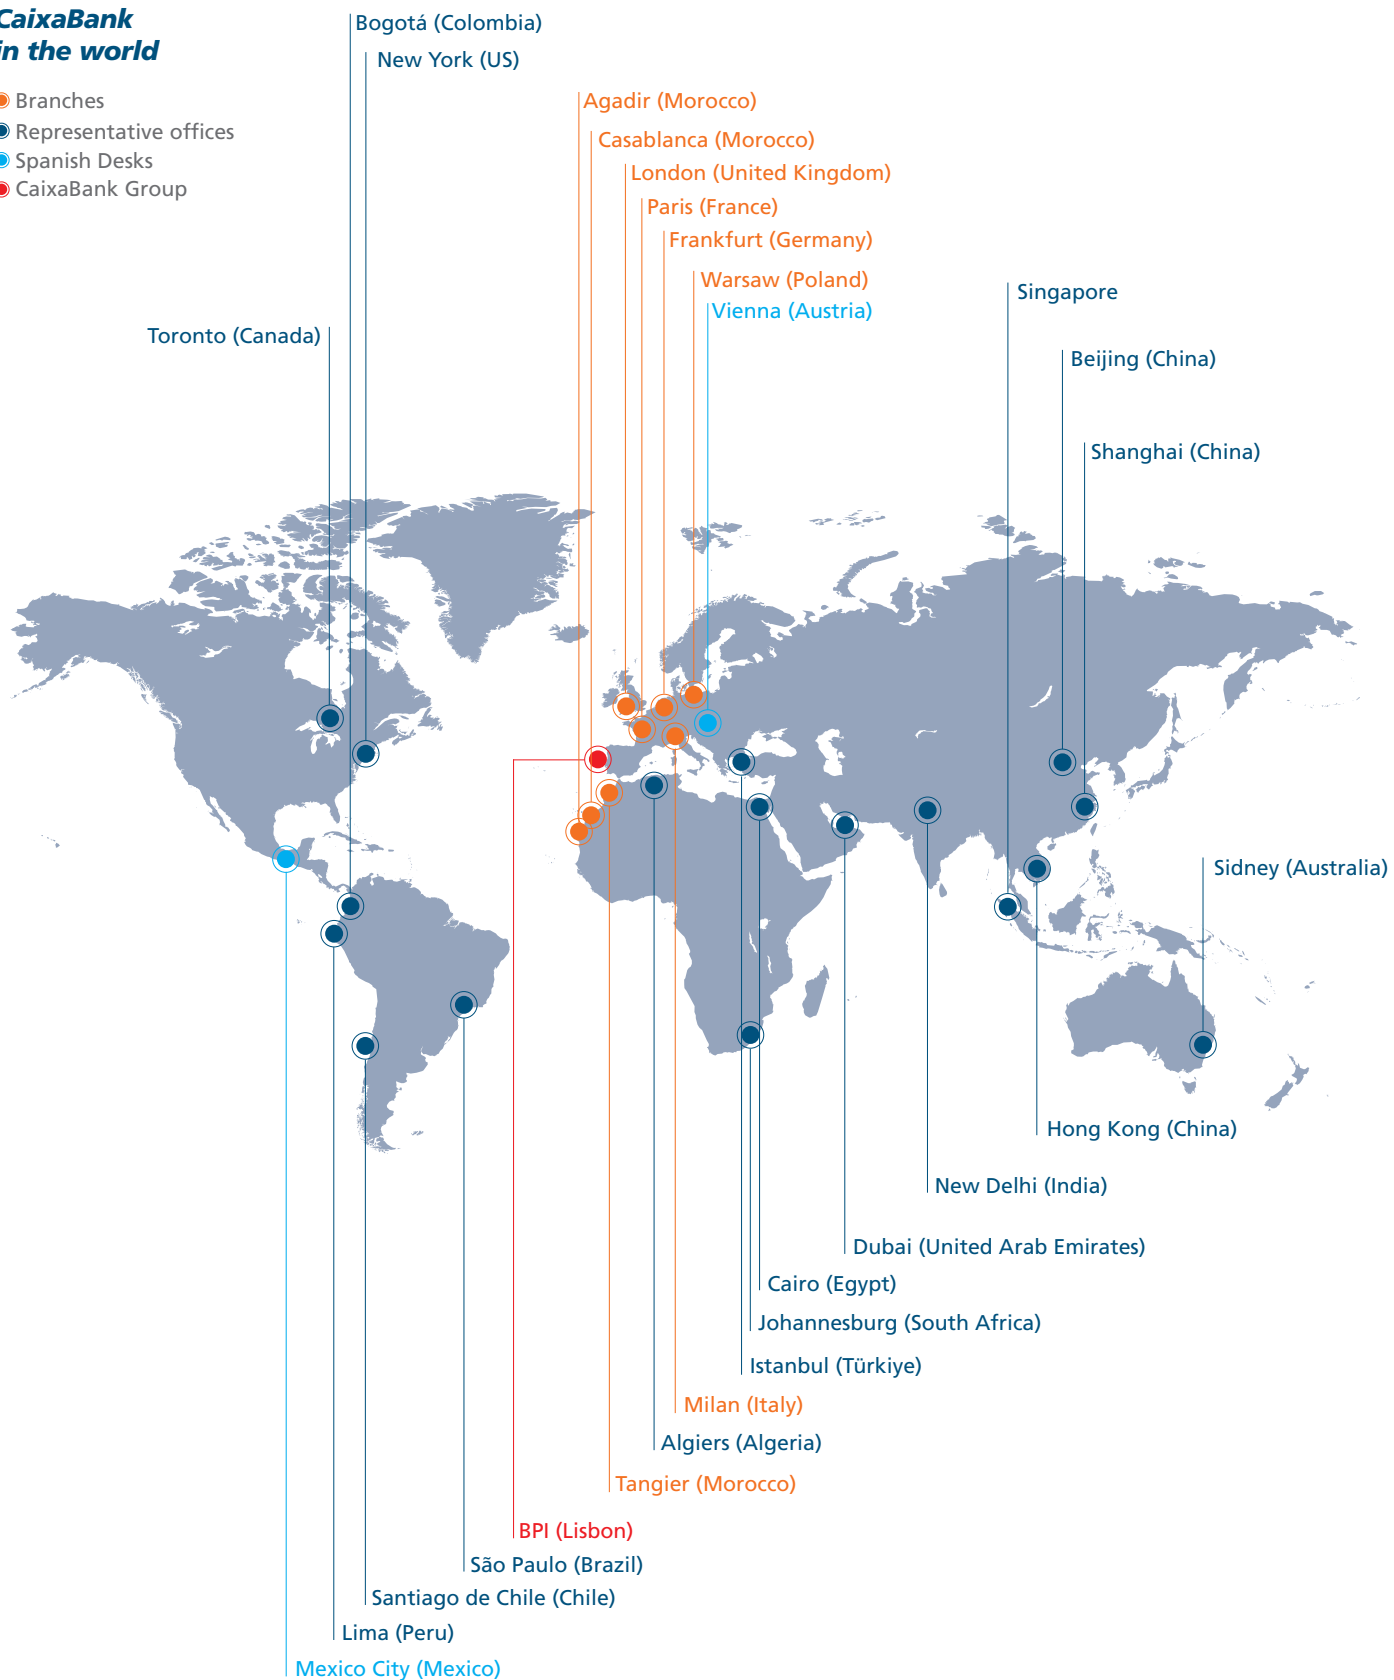 CaixaBank
in the world
Branches
Representative offices
Spanish Desks
CaixaBank Group
Bogotá (Colombia)
New York (US)
Agadir (Morocco)
Casablanca (Morocco)
London (United Kingdom)
Paris (France)
Frankfurt (Germany)
Warsaw (Poland)
Vienna (Austria)
Singapore
Toronto (Canada)
Beijing (China)
Shanghai (China)
Sidney (Australia)
Hong Kong (China)
New Delhi (India)
Dubai (United Arab Emirates)
Cairo (Egypt)
Johannesburg (South Africa)
Istanbul (Türkiye)
Milan (Italy)
Algiers (Algeria)
Tangier (Morocco)
BPI (Lisbon)
São Paulo (Brazil)
Santiago de Chile (Chile)
Lima (Peru)
Mexico City (Mexico)